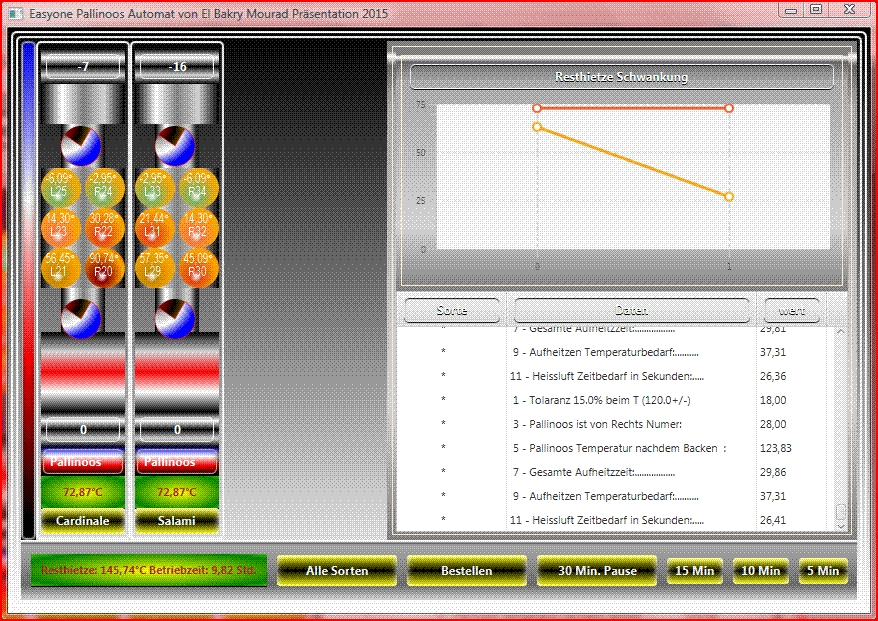 Easyone Pallinoos Automat von El Bakry Mourad Präsentation 2015
-7 -16
-6,09° -2,95° -2,95° -6,09°
L25 R24 L33 R34
14,30° 30,28° 21,44° 14,30°
L23 R22 L31 R32
56,45° 90,74° 57,35° 45,09°
L21 R20 L29 R30
0 0
Pallinoos Pallinoos
72,87°C 72,87°C
Cardinale Salami
Resthietze Schwankung
75
50
25
0
0 1
Sorte Daten wert
* 7 - Gesamte Aufheitzzeit:................ 29,81
* 9 - Aufheitzen Temperaturbedarf:.......... 37,31
* 11 - Heissluft Zeitbedarf in Sekunden:..... 26,36
* 1 - Tolaranz 15.0% beim T (120.0+/-) 18,00
* 3 - Pallinoos ist von Rechts Numer: 28,00
* 5 - Pallinoos Temperatur nachdem Backen : 123,83
* 7 - Gesamte Aufheitzzeit:................ 29,86
* 9 - Aufheitzen Temperaturbedarf:.......... 37,31
* 11 - Heissluft Zeitbedarf in Sekunden:..... 26,41
Resthietze: 145,74°C Betriebzeit: 9,82 Std. Alle Sorten Bestellen 30 Min. Pause 15 Min 10 Min 5 Min